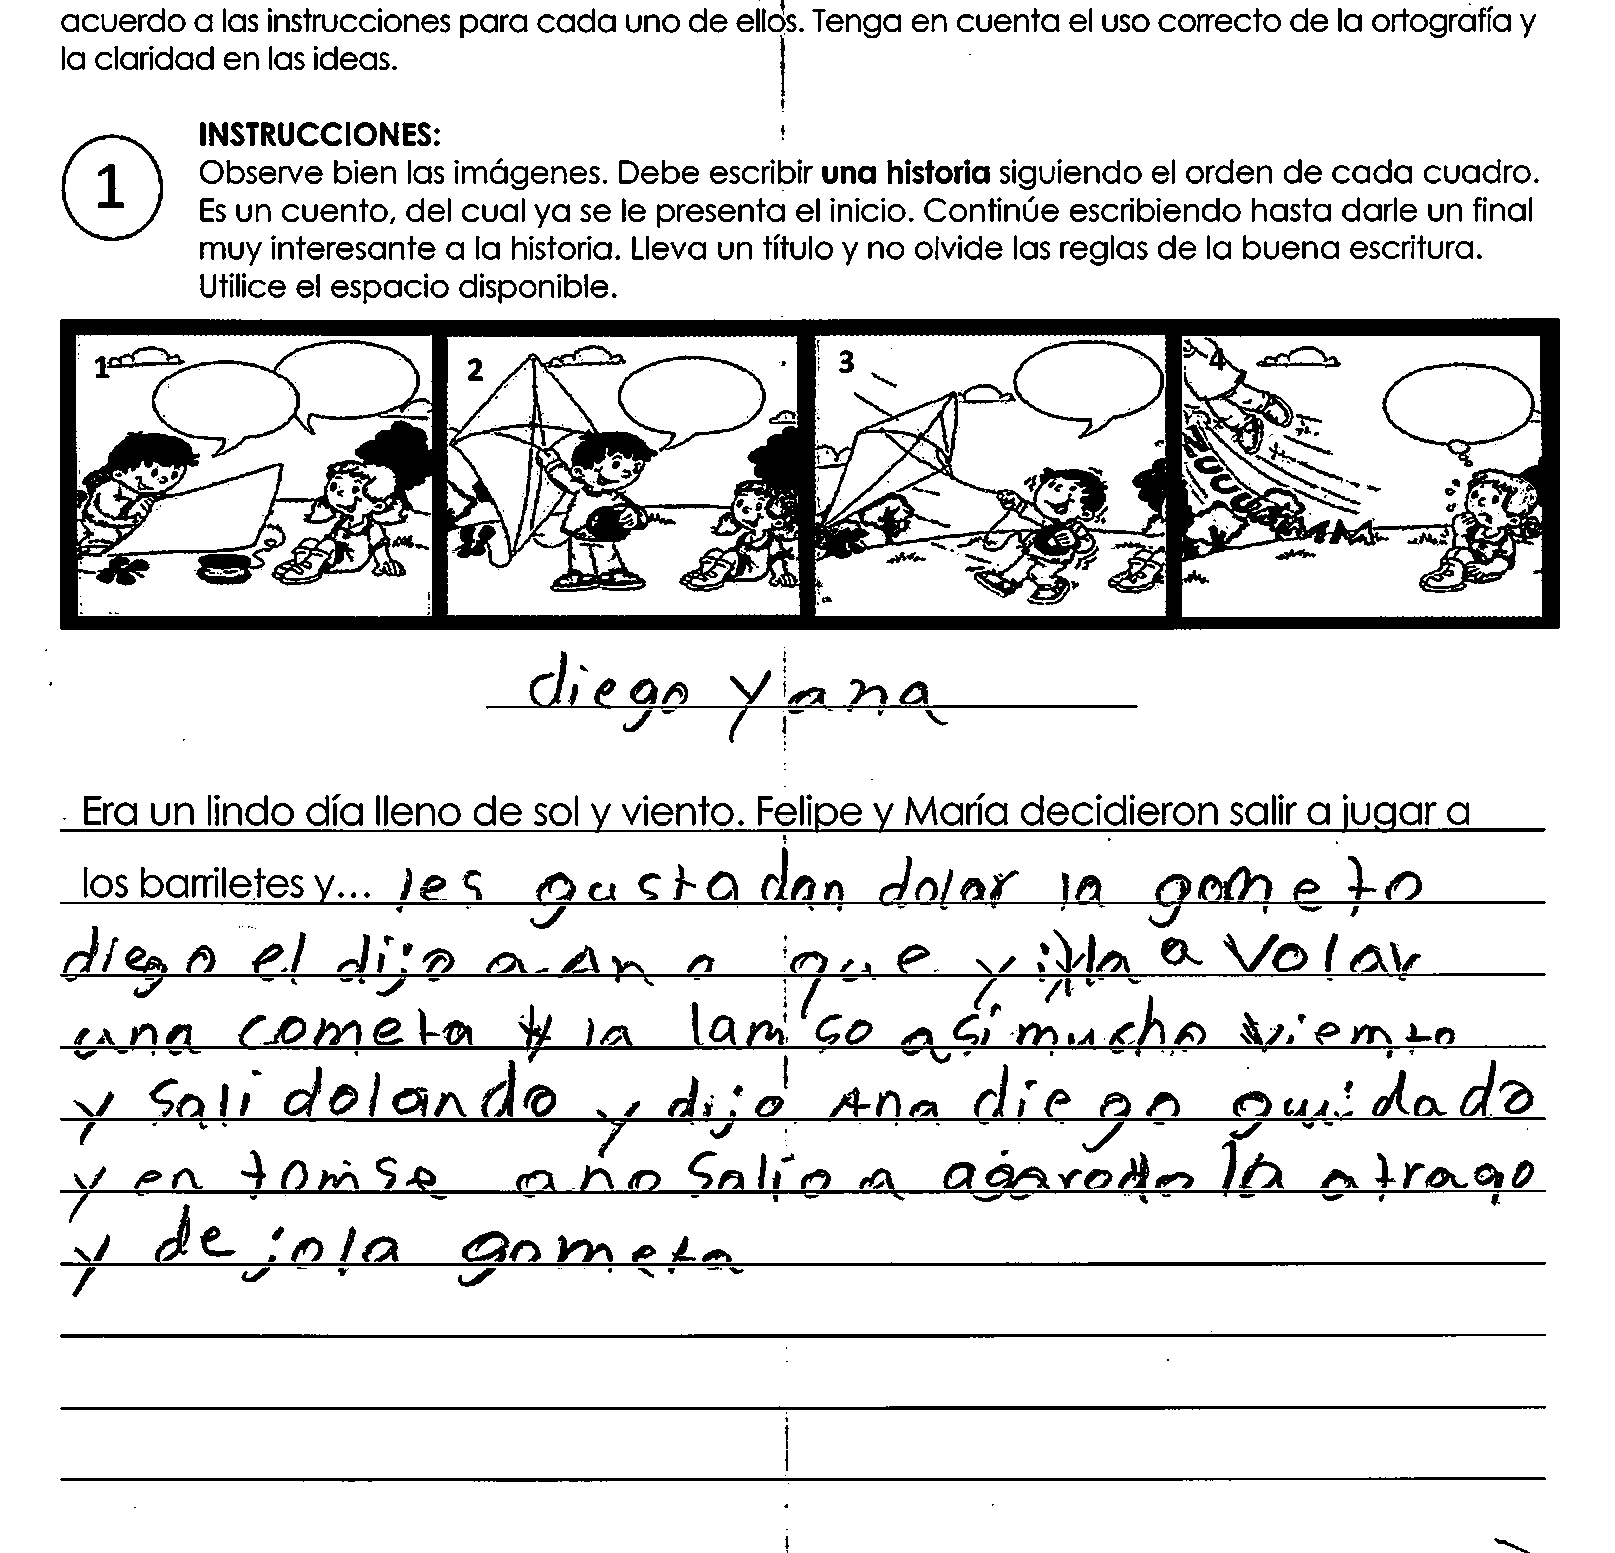 acuerdo a las instrucciones para cada uno de ellos. Tenga en cuenta el uso correcto de la ortografía y
la claridad en las ideas.
1
INSTRUCCIONES:
Observe bien las imágenes. Debe escribir una historia siguiendo el orden de cada cuadro.
Es un cuento, del cual ya se le presenta el inicio. Continúe escribiendo hasta darle un final
muy interesante a la historia. Lleva un título y no olvide las reglas de la buena escritura.
Utilice el espacio disponible.
1 2 3 4
diego y ana
Era un lindo día lleno de sol y viento. Felipe y María decidieron salir a jugar a
los barriletes y... les gustadan dolar la gometo
diego el dijo a Ana que y a volar
una cometa la lamso así mucho viemto
y sali dolando y dijo Ana diego guidado
y en tomse ano salio a la atrago
y dejo la gometa